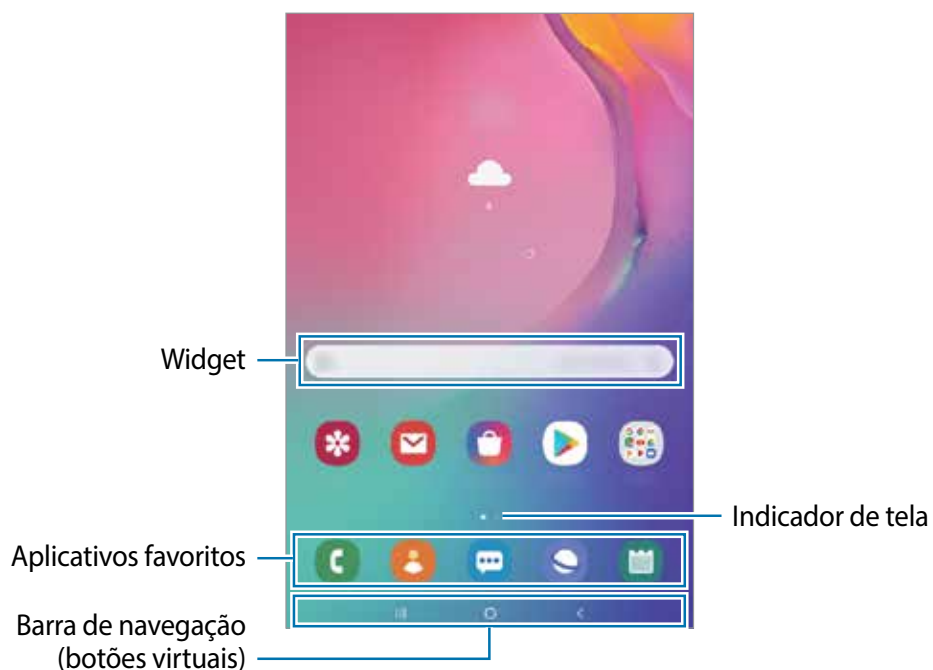 Widget
Indicador de tela
Aplicativos favoritos
Barra de navegação
(botões virtuais)